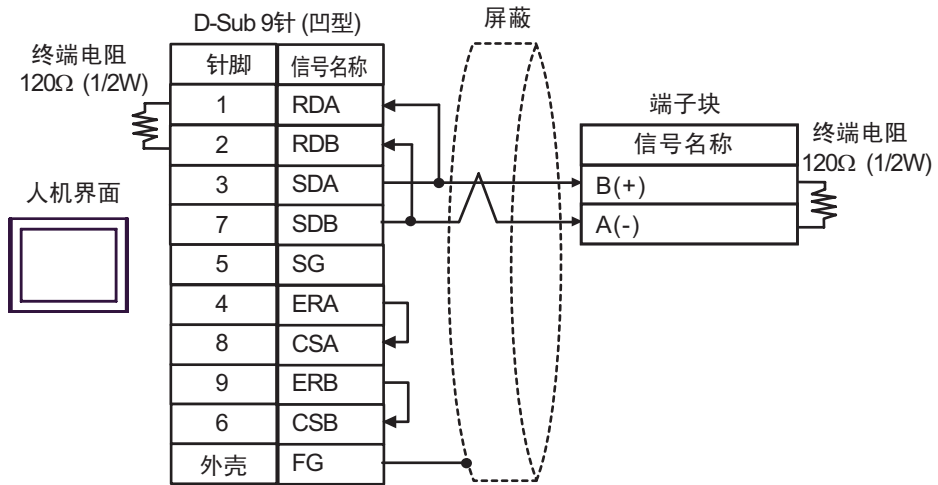 D-Sub 9针 (凹型)
屏蔽
终端电阻
120Ω (1/2W)
针脚 信号名称
1 RDA
2 RDB
3 SDA
7 SDB
5 SG
4 ERA
8 CSA
9 ERB
6 CSB
外壳 FG
人机界面
端子块
信号名称
B(+)
A(-)
终端电阻
120Ω (1/2W)